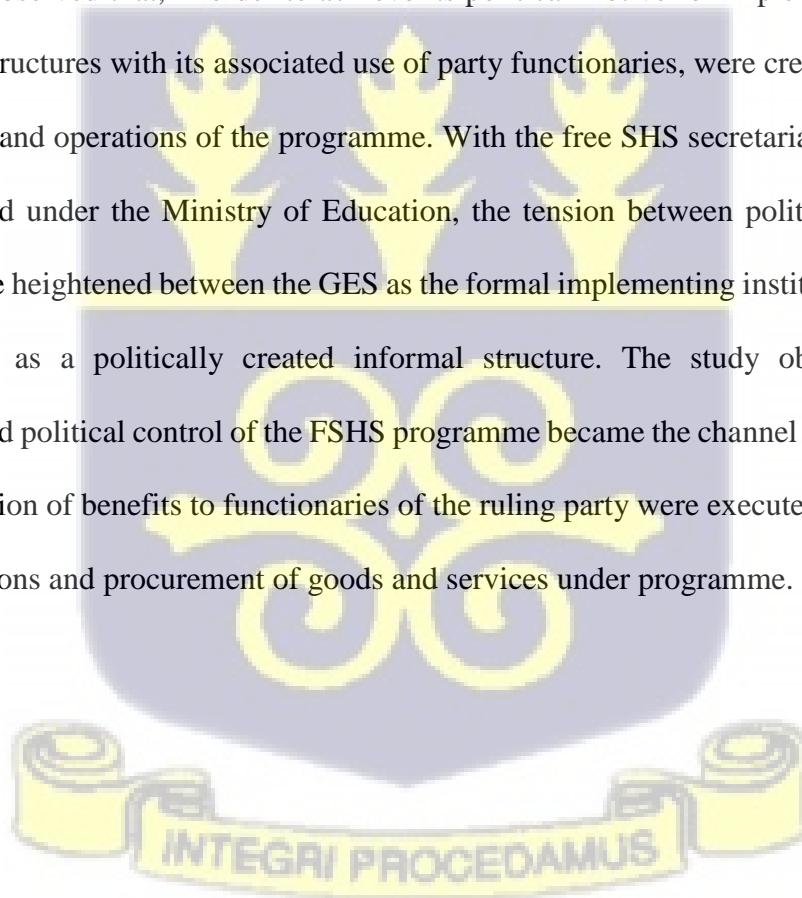 that,
ructures with its associated use of party functionaries, were cre
and operations of the programme. With the free SHS secretaria
d under the Ministry of Education, the tension between polit
e heightened between the GES as the formal implementing instit
as a politically created informal structure. The study ob
d political control of the FSHS programme became the channel
ion of benefits to functionaries of the ruling party were execute
ons and procurement of goods and services under programme.
INTEGRI PROCEDAMUS